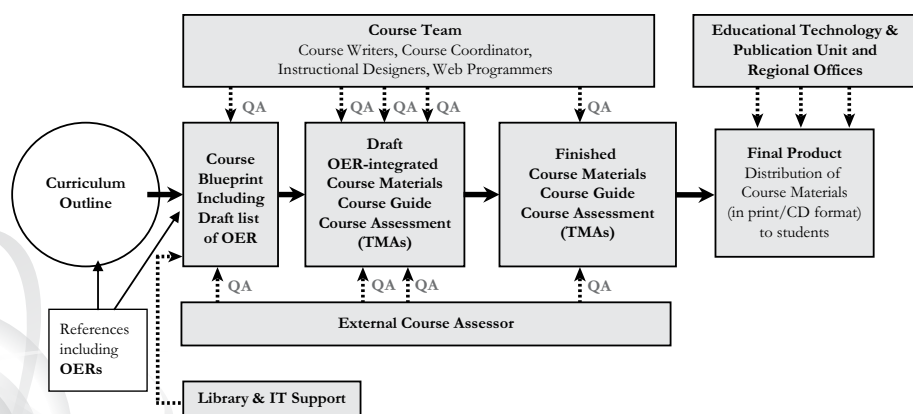 Course Team
Course Writers, Course Coordinator,
Instructional Designers, Web Programmers
Educational Technology &
Publication Unit and
Regional Offices
QA
QA
QA
QA
QA
Curriculum
Outline
Course
Blueprint
Including
Draft list
of OER
Draft
OER-integrated
Course Materials
Course Guide
Course Assessment
(TMAs)
Finished
Course Materials
Course Guide
Course Assessment
(TMAs)
Final Product
Distribution of
Course Materials
(in print/CD format)
to students
QA
QA
QA
QA
External Course Assessor
References
including
OERs
Library & IT Support